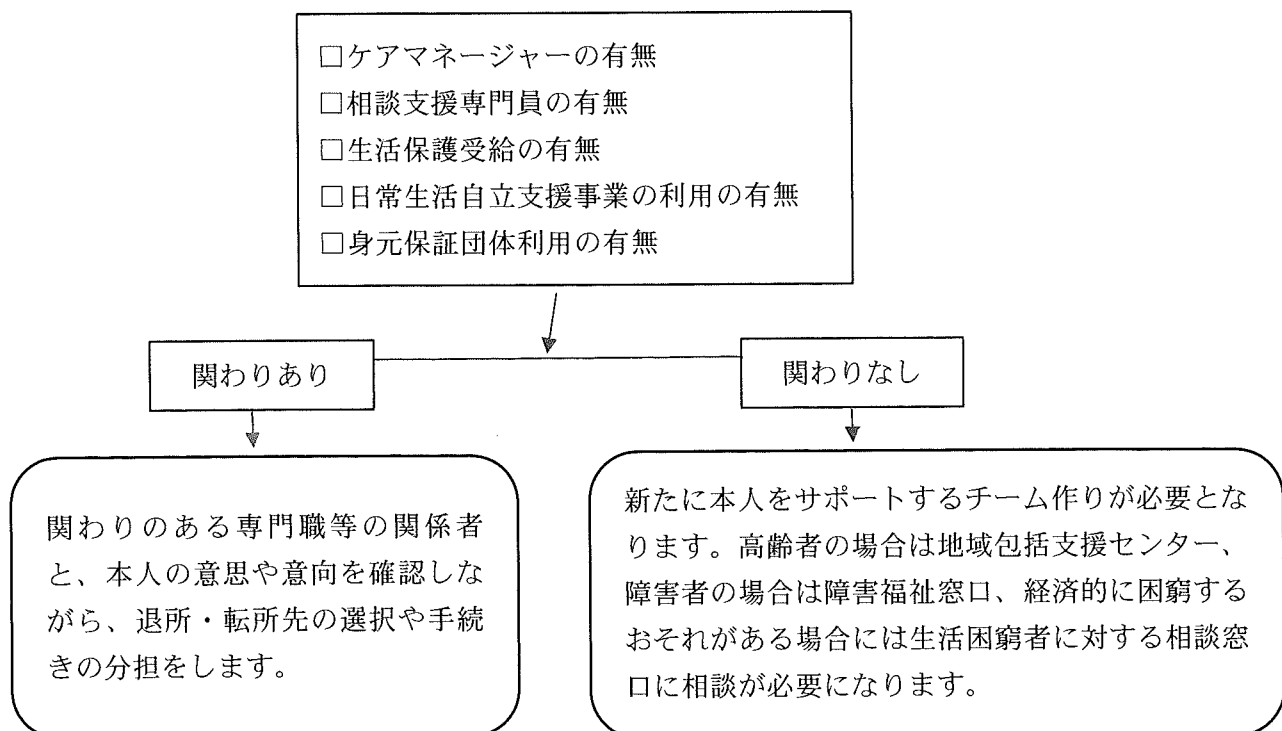 □ケアマネージャーの有無
□相談支援専門員の有無
□生活保護受給の有無
□日常生活自立支援事業の利用の有無
□身元保証団体利用の有無
関わりあり
関わりなし
関わりのある専門職等の関係者
と、本人の意思や意向を確認しな
がら、退所・転所先の選択や手続
きの分担をします。
新たに本人をサポートするチーム作りが必要とな
ります。高齢者の場合は地域包括支援センター、
障害者の場合は障害福祉窓口、経済的に困窮する
おそれがある場合には生活困窮者に対する相談窓
口に相談が必要になります。